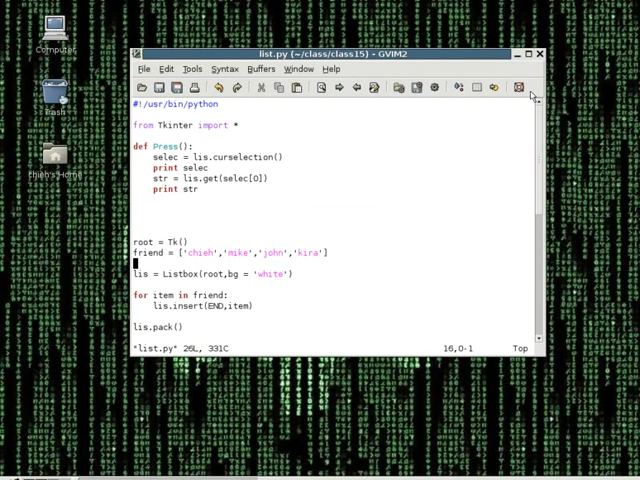 Computer
Trash
chieh's Home
list.py (~/class/class15) - GVIM2
File Edit Tools Syntax Buffers Window Help
#!/usr/bin/python
from Tkinter import *
def Press():
selec = lis.curselection()
print selec
str = lis.get(selec[0])
print str
root = Tk()
friend = ['chieh','mike','john','kira']
lis = Listbox(root,bg = 'white')
for item in friend:
lis.insert(END,item)
lis.pack()
"list.py" 26L, 331C 16,0-1 Top